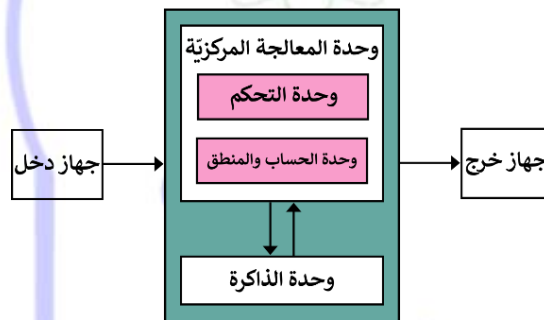 وحدة المعالجة المركزيّة
وحدة التحكم
وحدة الحساب والمنطق
جهاز دخل
جهاز خرج
وحدة الذاكرة